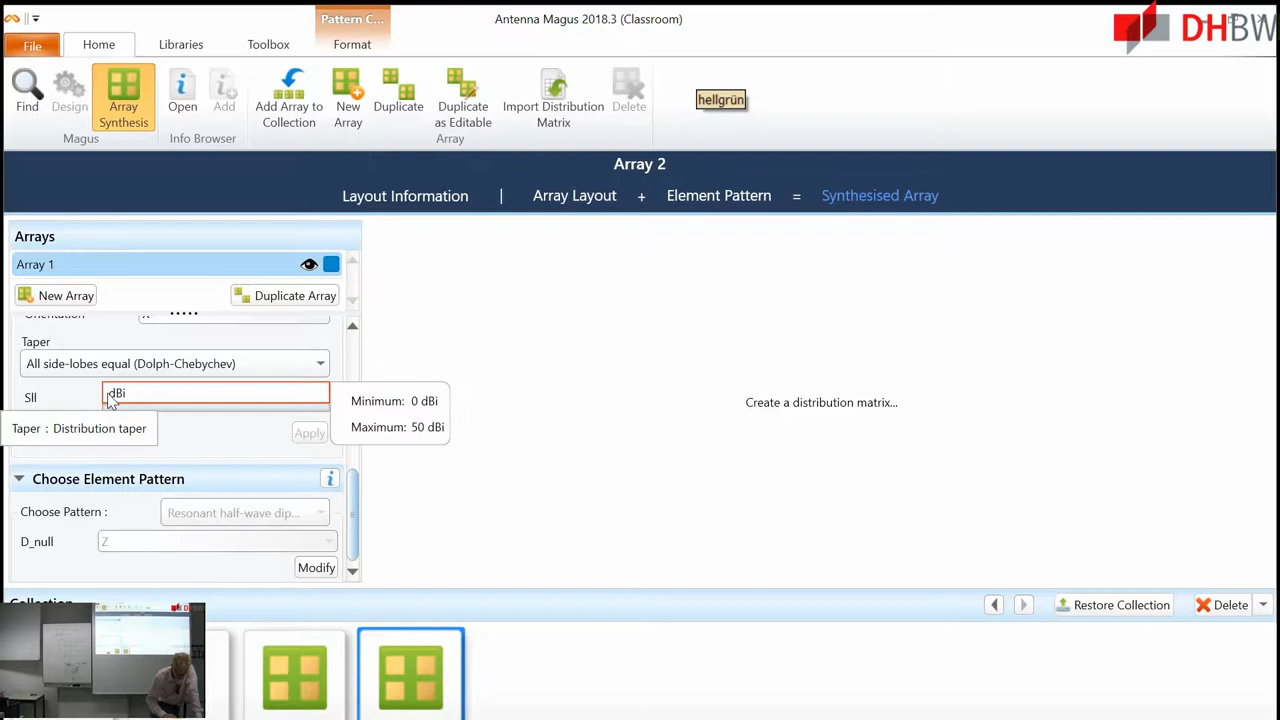 Pattern C...
Antenna Magus 2018.3 (Classroom)
DHBW
File
Home
Libraries
Toolbox
Format
Find
Design
Array Synthesis
Open
Add
Add Array to Collection
New Array
Duplicate
Duplicate as Editable
Import Distribution Matrix
Delete
hellgrün
Magus
Info Browser
Array
Array 2
Layout Information | Array Layout + Element Pattern = Synthesised Array
Arrays
Array 1
New Array
Duplicate Array
Orientation
X
Taper
All side-lobes equal (Dolph-Chebychev)
Sll
dBi
Minimum: 0 dBi
Maximum: 50 dBi
Taper : Distribution taper
Apply
Create a distribution matrix...
Choose Element Pattern
Choose Pattern :
Resonant half-wave dip...
D_null
Z
Modify
Collection
Restore Collection
Delete